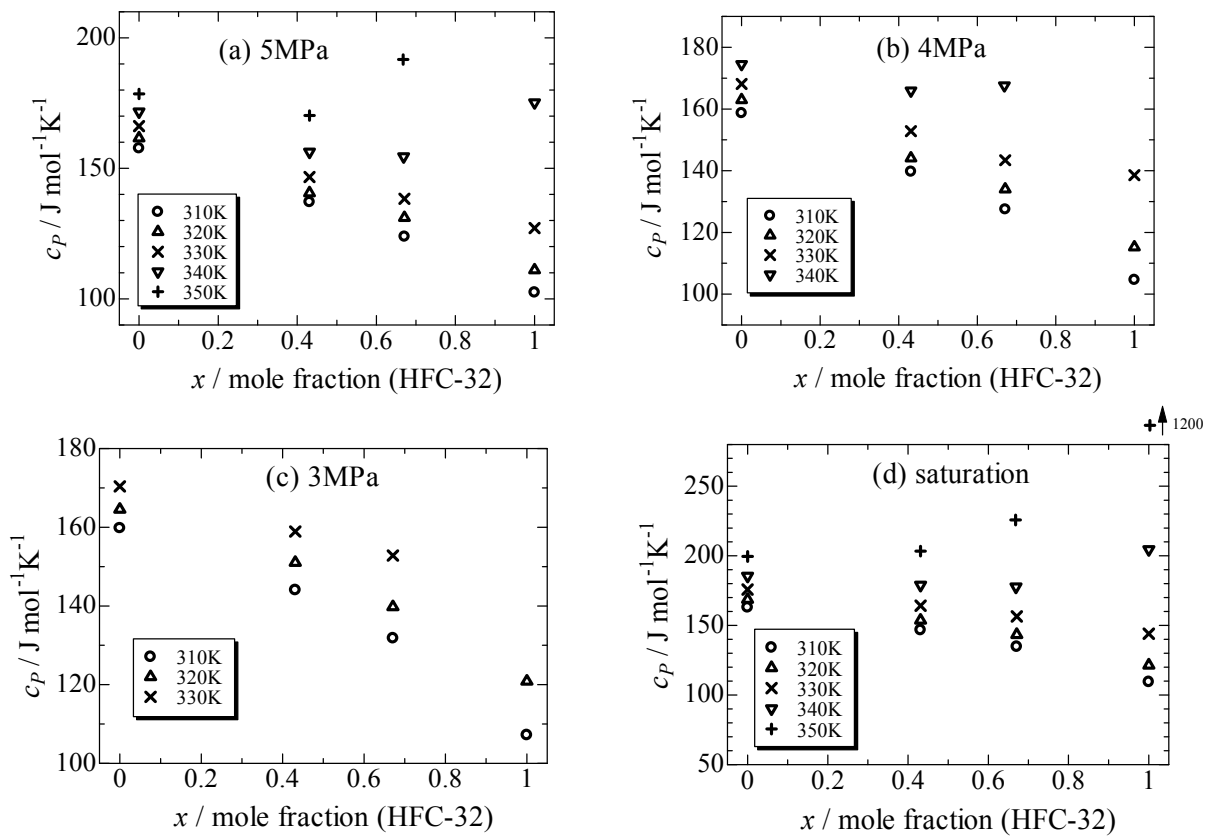 (a) 5MPa
200
150
100
c_P / J mol⁻¹K⁻¹
310K
320K
330K
340K
350K
0 0.2 0.4 0.6 0.8 1
x / mole fraction (HFC-32)
(b) 4MPa
180
160
140
120
100
c_P / J mol⁻¹K⁻¹
310K
320K
330K
340K
0 0.2 0.4 0.6 0.8 1
x / mole fraction (HFC-32)
(c) 3MPa
180
160
140
120
100
c_P / J mol⁻¹K⁻¹
310K
320K
330K
0 0.2 0.4 0.6 0.8 1
x / mole fraction (HFC-32)
1200
(d) saturation
250
200
150
100
50
c_P / J mol⁻¹K⁻¹
310K
320K
330K
340K
350K
0 0.2 0.4 0.6 0.8 1
x / mole fraction (HFC-32)